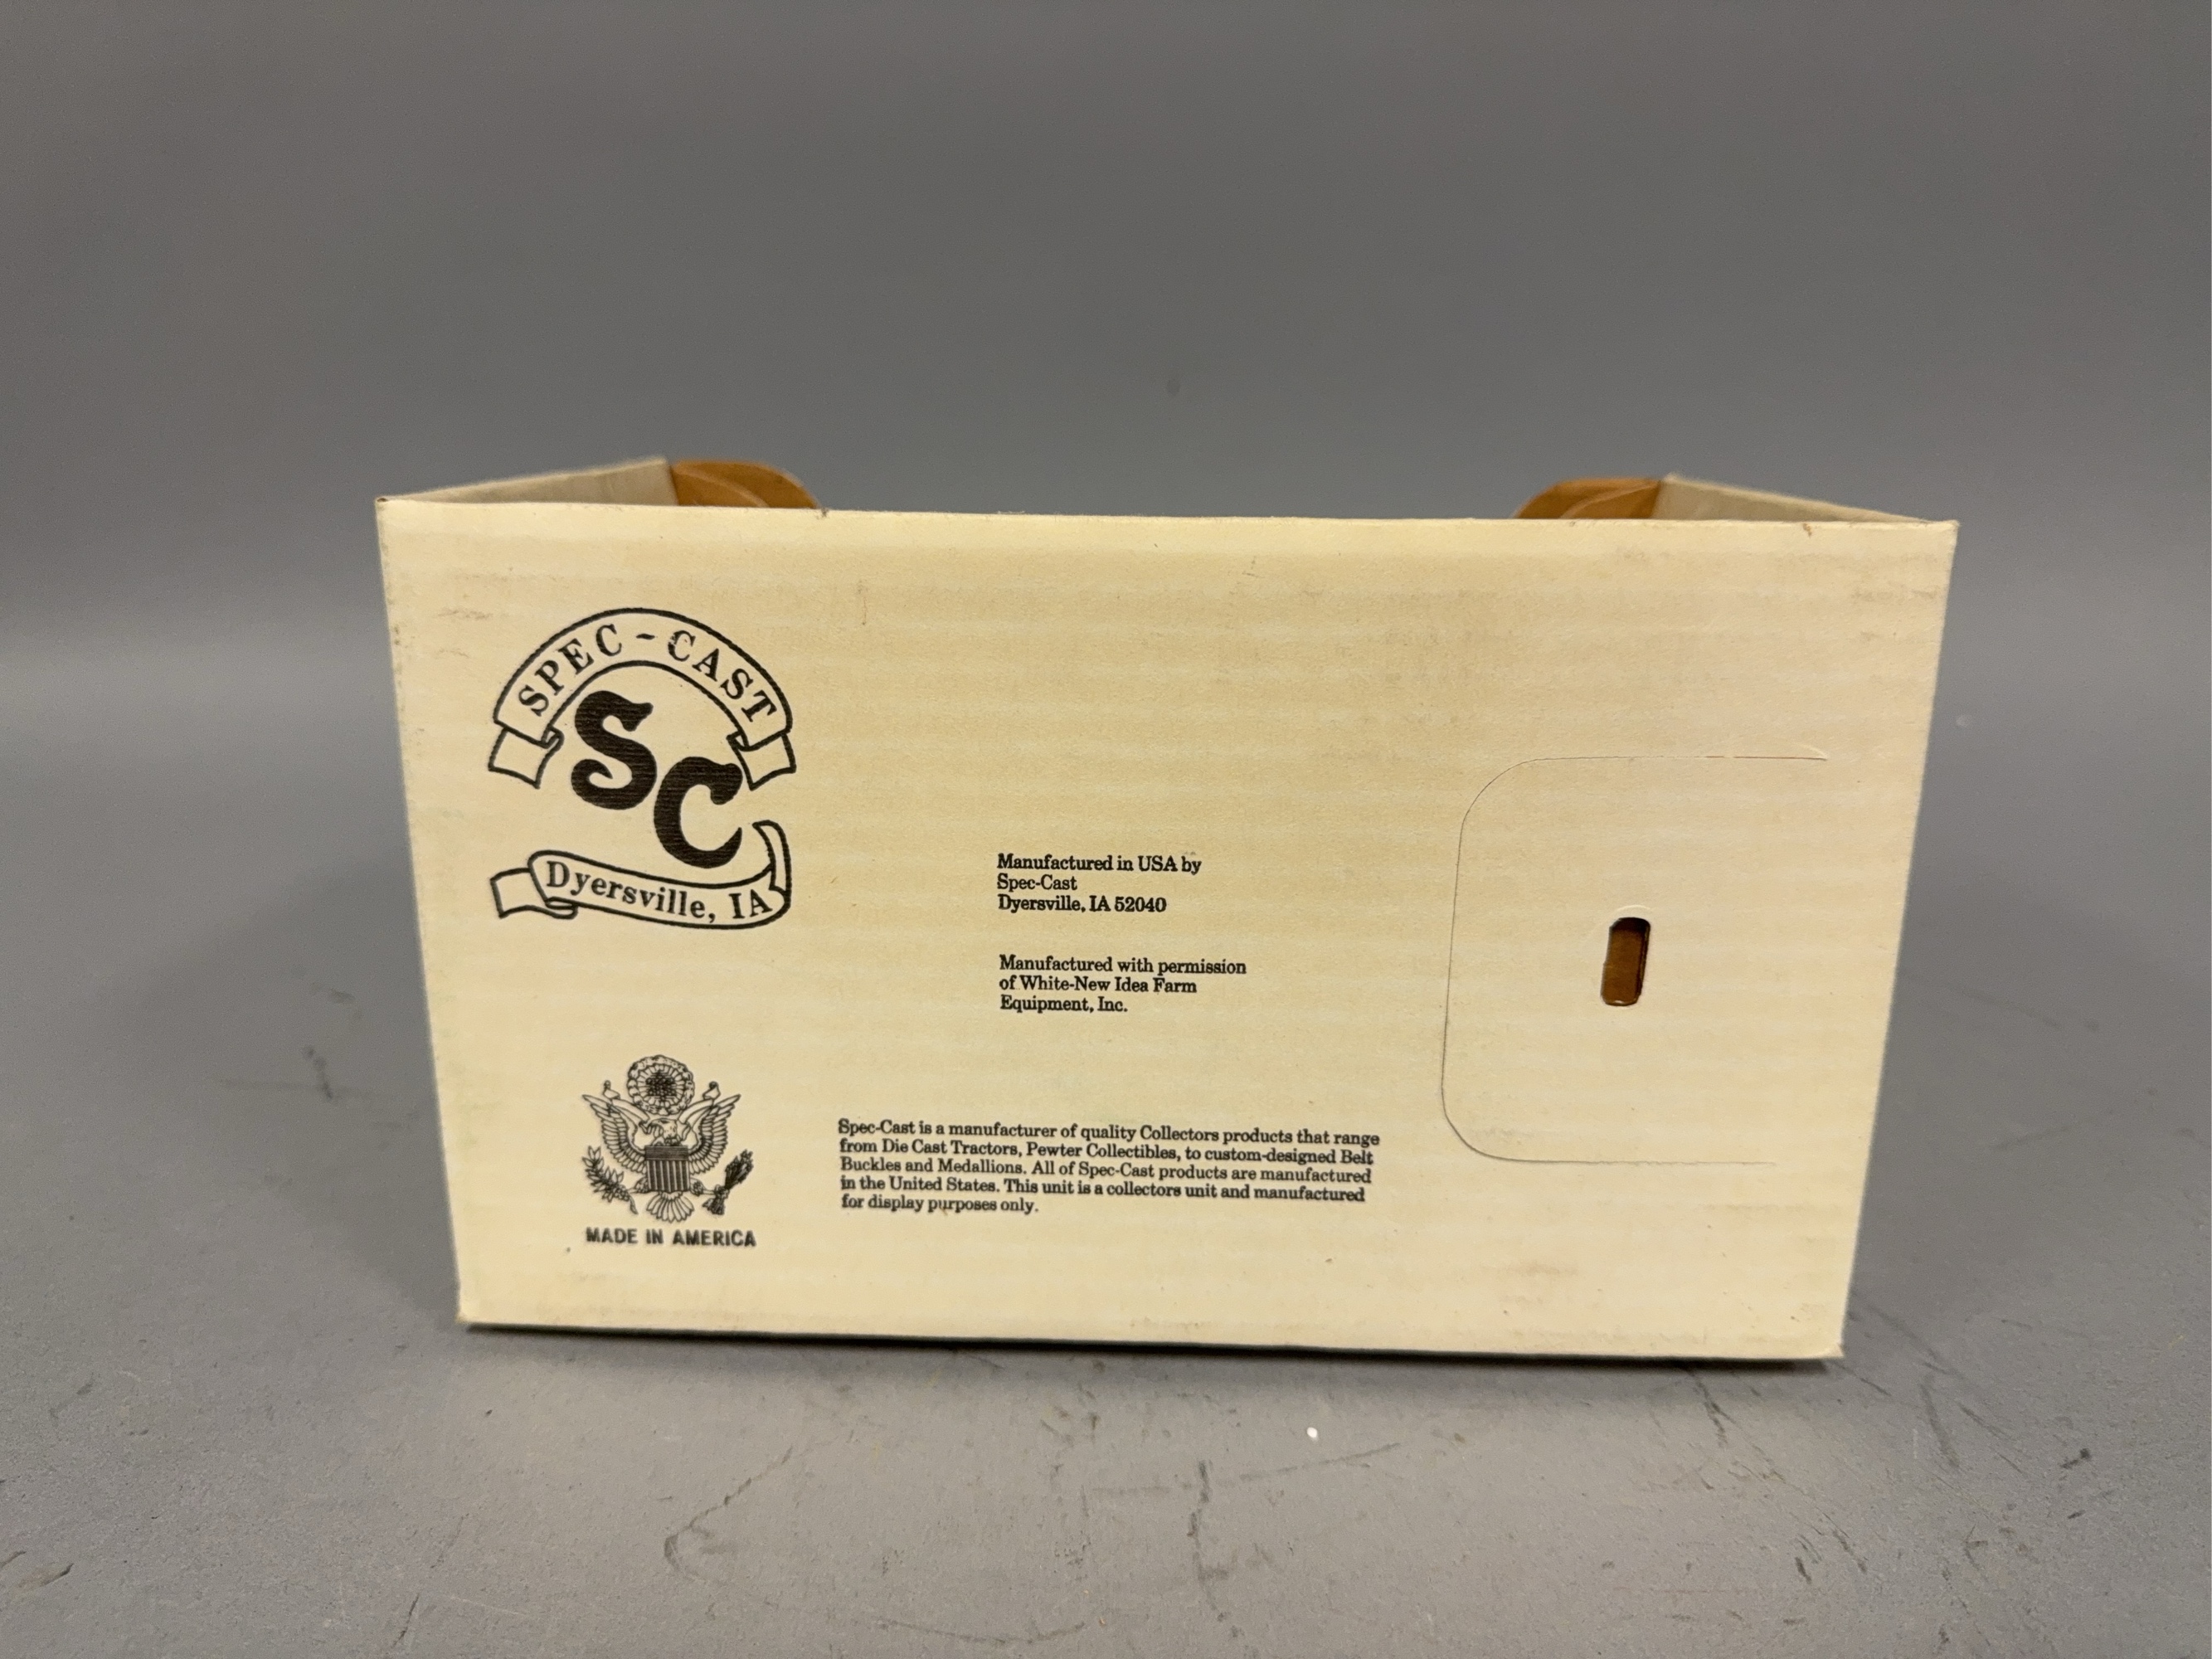 SPEC-CAST
SC
Dyersville, IA
Manufactured in USA by
Spec-Cast
Dyersville, IA 52040
Manufactured with permission
of White-New Idea Farm
Equipment, Inc.
MADE IN AMERICA
Spec-Cast is a manufacturer of quality Collectors products that range
from Die Cast Tractors, Pewter Collectibles, to custom-designed Belt
Buckles and Medallions. All of Spec-Cast products are manufactured
in the United States. This unit is a collectors unit and manufactured
for display purposes only.